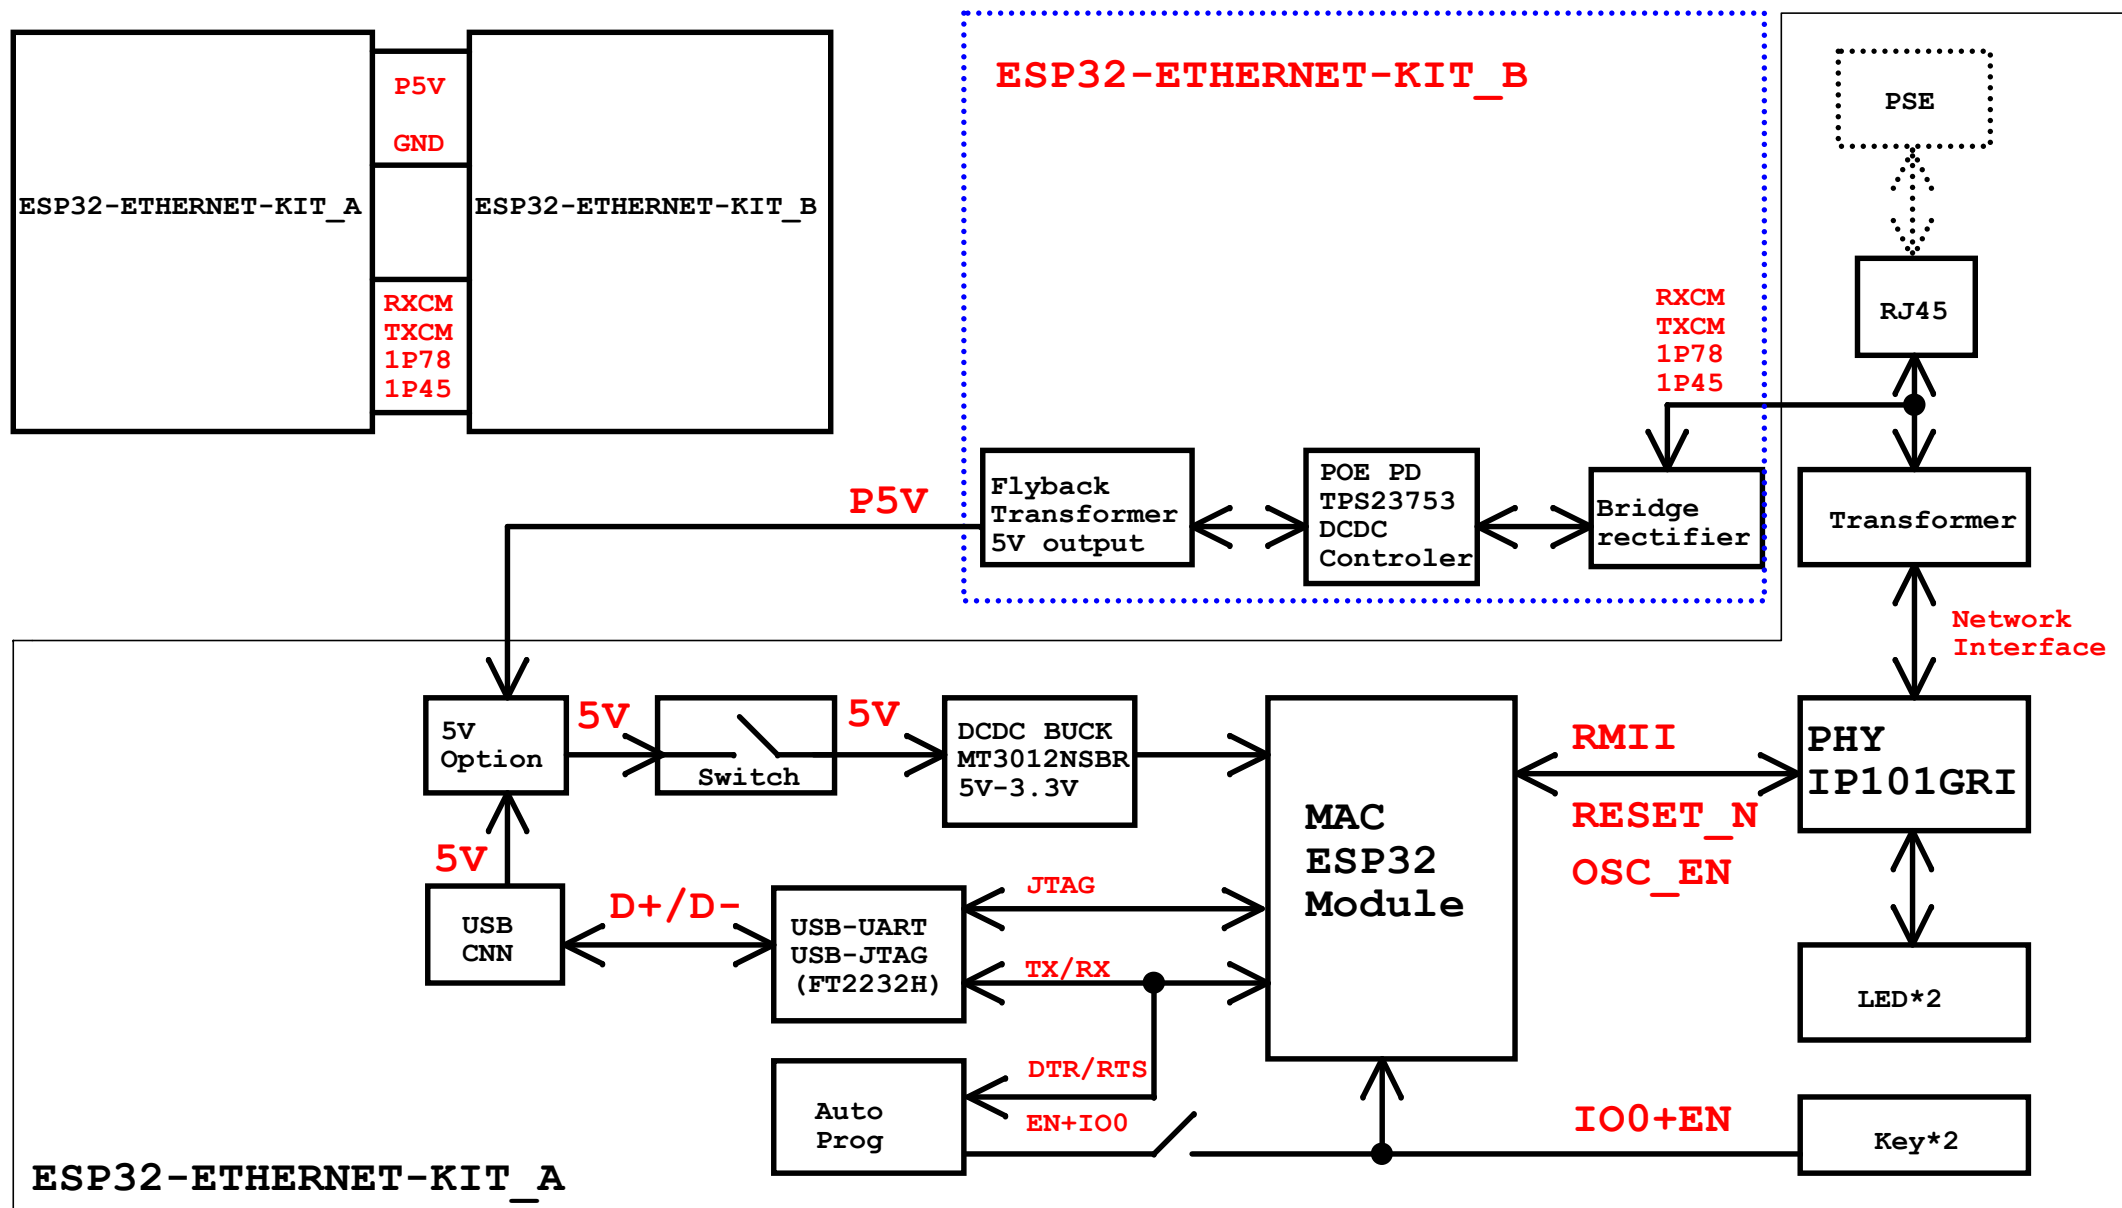 P5V
GND
ESP32-ETHERNET-KIT_A
ESP32-ETHERNET-KIT_B
RXCM
TXCM
1P78
1P45
ESP32-ETHERNET-KIT_B
PSE
RJ45
RXCM
TXCM
1P78
1P45
P5V
Flyback
Transformer
5V output
POE PD
TPS23753
DCDC
Controler
Bridge
rectifier
Transformer
Network
Interface
5V
Option
5V
Switch
5V
DCDC BUCK
MT3012NSBR
5V-3.3V
MAC
ESP32
Module
RMII
RESET_N
OSC_EN
PHY
IP101GRI
5V
USB
CNN
D+/D-
USB-UART
USB-JTAG
(FT2232H)
JTAG
TX/RX
LED*2
Auto
Prog
DTR/RTS
EN+IO0
IO0+EN
Key*2
ESP32-ETHERNET-KIT_A